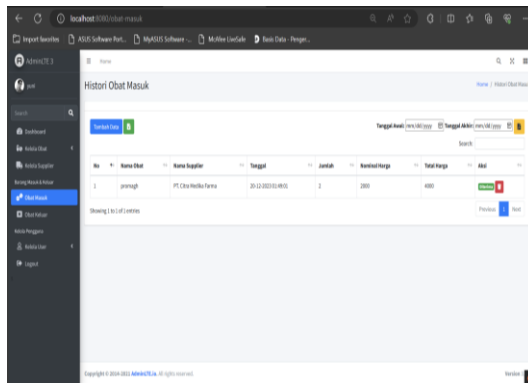 localhost:8080/obat-masuk
Import favorites ASUS Software Port... MyASUS Software -... McAfee LiveSafe Basis Data - Penger...
AdminLTE 3
Home
putri
Histori Obat Masuk
Home / Histori Obat Masuk
Search
Dashboard
Kelola Obat
Kelola Supplier
Barang Masuk & Keluar
Obat Masuk
Obat Keluar
Kelola Pengguna
Kelola User
Logout
Tambah Data
Tanggal Awal: mm/dd/yyyy Tanggal Akhir: mm/dd/yyyy
Search:
No Nama Obat Nama Supplier Tanggal Jumlah Nominal Harga Total Harga Aksi
1 promagh PT. Citra Medika Farma 20-12-2023 01:49:01 2 2000 4000
Showing 1 to 1 of 1 entries
Previous 1 Next
Copyright © 2014-2021 AdminLTE.io. All rights reserved.
Version